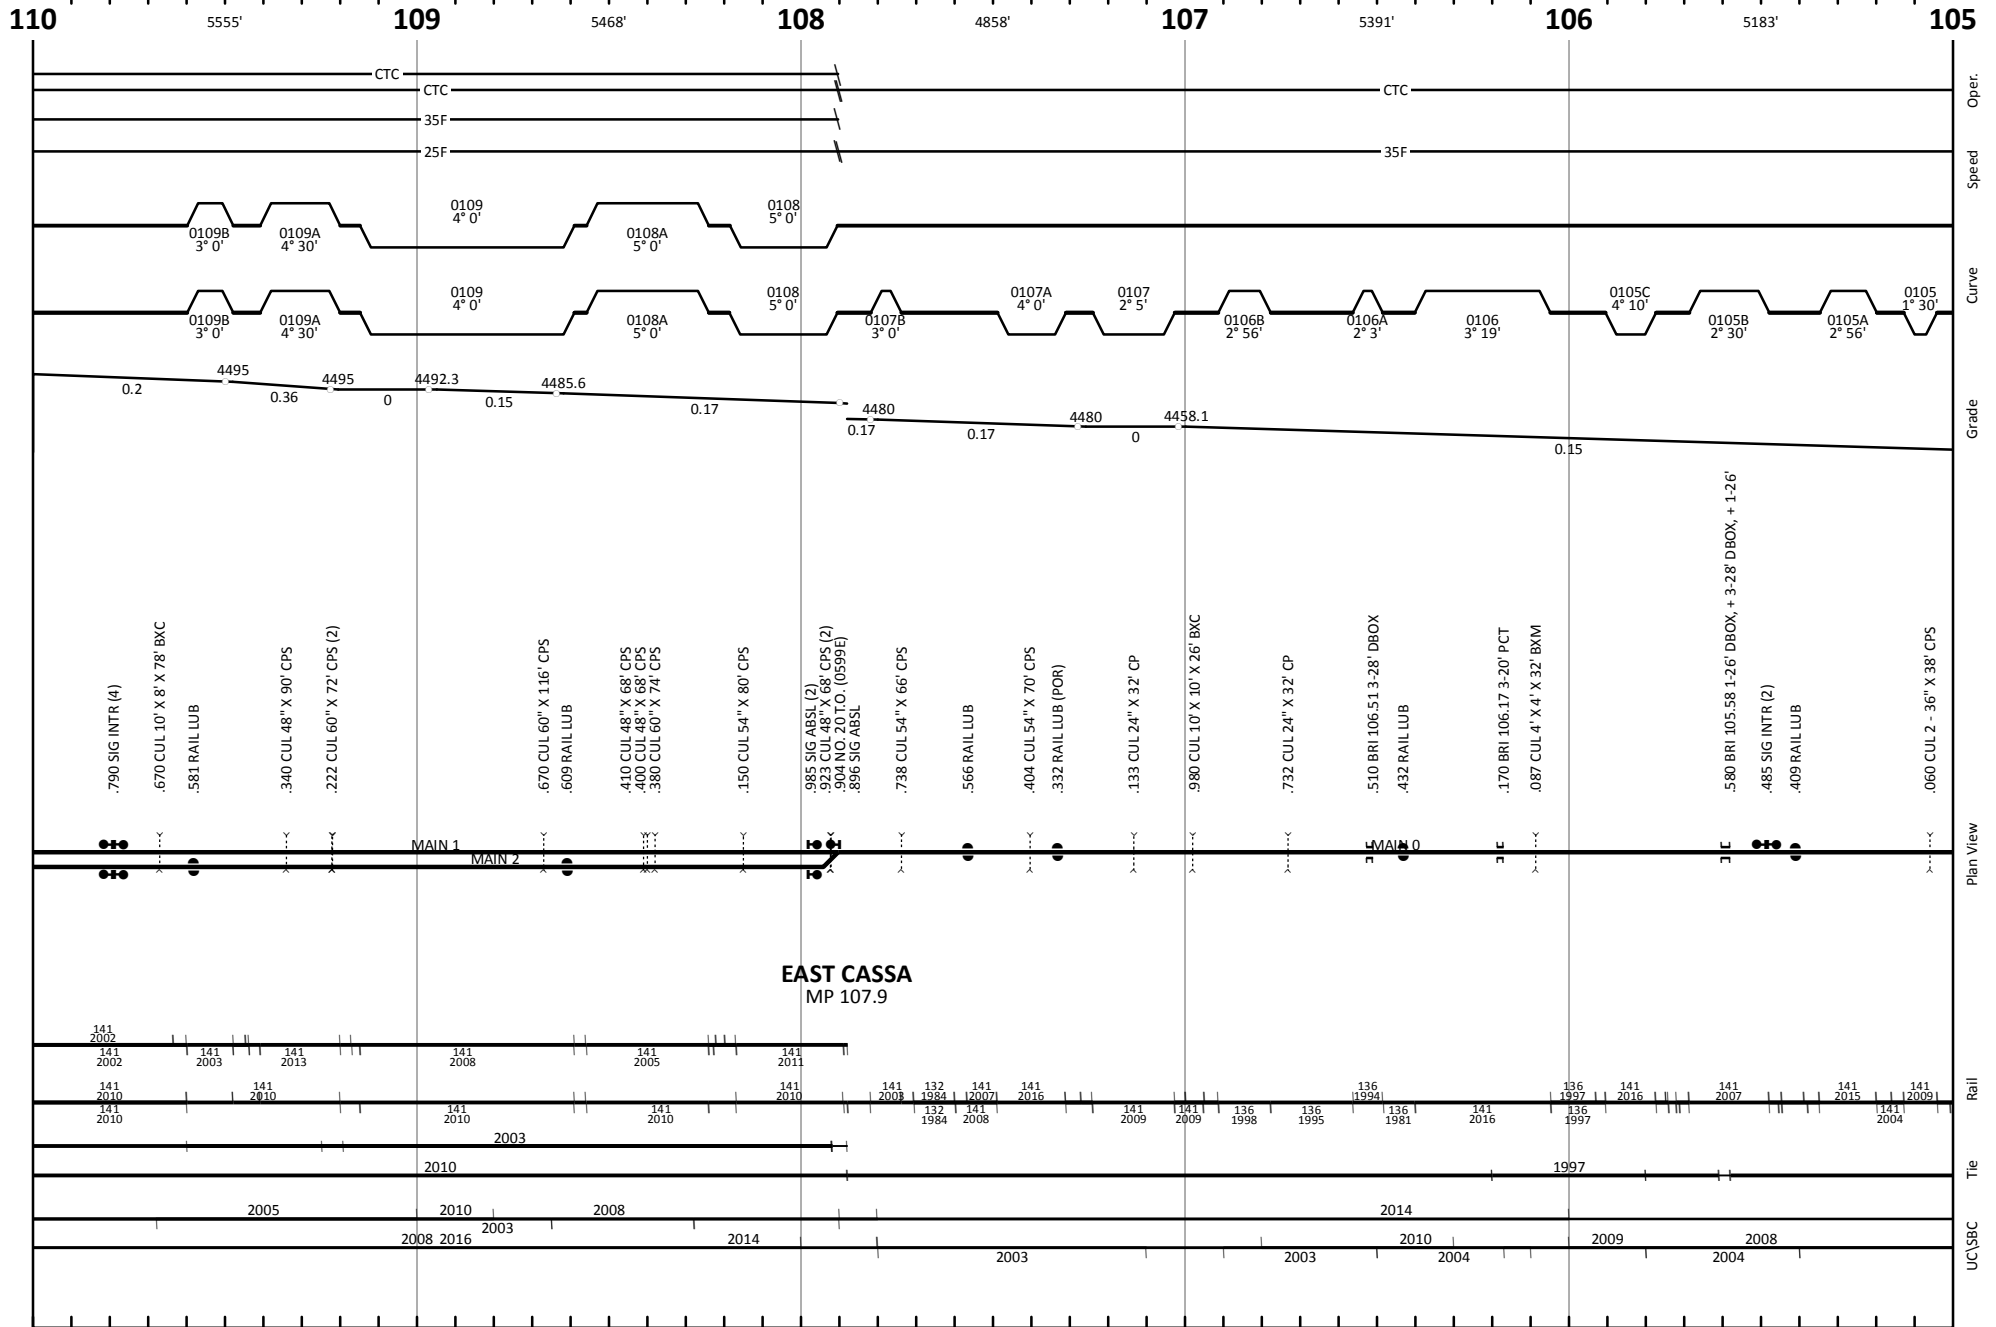 110 5555' 109 5468' 108 4858' 107 5391' 106 5183' 105
CTC
CTC CTC
35F
25F 35F
Oper.
Speed
0109 0108
4° 0' 5° 0'
0109B 0109A 0108A
3° 0' 4° 30' 5° 0'
Curve
0109 0108 0107A 0107 0105C 0105
4° 0' 5° 0' 4° 0' 2° 5' 4° 10' 1° 30'
0109B 0109A 0108A 0107B 0106B 0106A 0106 0105B 0105A
3° 0' 4° 30' 5° 0' 3° 0' 2° 56' 2° 3' 3° 19' 2° 30' 2° 56'
Grade
4495 4495 4492.3 4485.6 4480 4480 4458.1
0.2 0.36 0 0.15 0.17 0.17 0.17 0 0.15
.790 SIG INTR (4)
.670 CUL 10' X 8' X 78' BXC
.581 RAIL LUB
.340 CUL 48" X 90' CPS
.222 CUL 60" X 72' CPS (2)
.670 CUL 60" X 116' CPS
.609 RAIL LUB
.410 CUL 48" X 68' CPS
.400 CUL 48" X 68' CPS
.380 CUL 60" X 74' CPS
.150 CUL 54" X 80' CPS
.985 SIG ABSL (2)
.923 CUL 48" X 68' CPS (2)
.904 NO. 20 T.O. (0599E)
.896 SIG ABSL
.738 CUL 54" X 66' CPS
.566 RAIL LUB
.404 CUL 54" X 70' CPS
.332 RAIL LUB (POR)
.133 CUL 24" X 32' CP
.980 CUL 10' X 10' X 26' BXC
.732 CUL 24" X 32' CP
.510 BRI 106.51 3-28' DBOX
.432 RAIL LUB
.170 BRI 106.17 3-20' PCT
.087 CUL 4' X 4' X 32' BXM
.580 BRI 105.58 1-26' DBOX, + 3-28' DBOX, + 1-26'
.485 SIG INTR (2)
.409 RAIL LUB
.060 CUL 2 - 36" X 38' CPS
MAIN 1 MAIN 0
MAIN 2
Plan View
EAST CASSA
MP 107.9
141
2002
141 141 141 141 141 141
2002 2003 2013 2008 2005 2011
Rail
141 141 141 141 132 141 141 136 136 141 141 141 141
2010 2010 2010 2003 1984 2007 2016 1994 1997 2016 2007 2015 2009
141 141 141 132 141 141 141 136 136 136 141 136 141
2010 2010 2010 1984 2008 2009 2009 1998 1995 1981 2016 1997 2004
2003
2010 1997
Tie
2005 2010 2008 2014
2003
2008 2016 2014 2010 2009 2008
2003 2003 2004 2004
UC\SBC